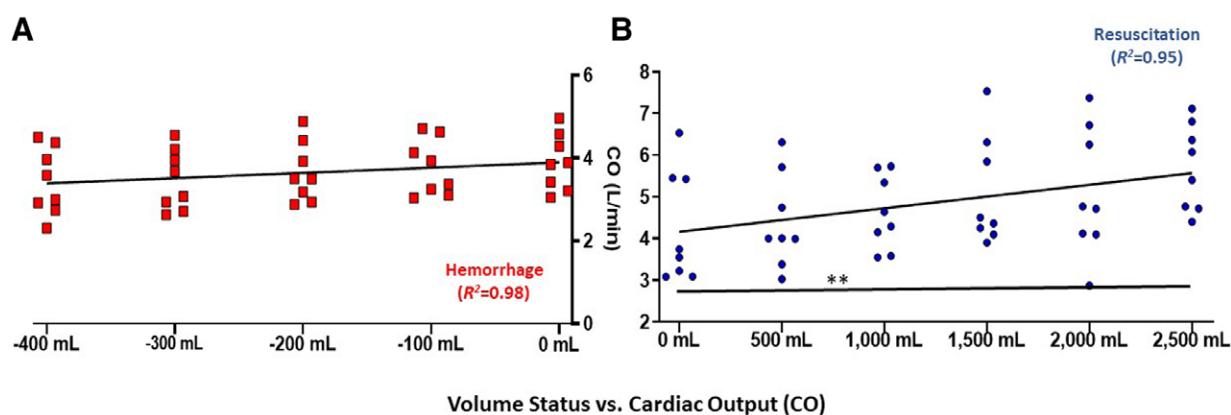 A
6
4
2
0
CO (L/min)
Hemorrhage
(R²=0.98)
-400 mL
-300 mL
-200 mL
-100 mL
0 mL
B
Resuscitation
(R²=0.95)
8
7
6
5
4
3
2
**
0 mL
500 mL
1,000 mL
1,500 mL
2,000 mL
2,500 mL
Volume Status vs. Cardiac Output (CO)